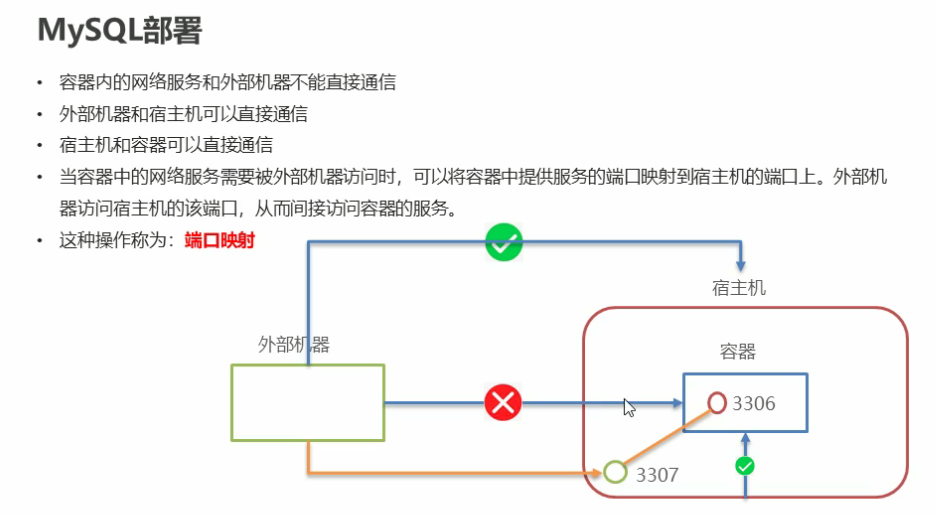 MySQL部署
• 容器内的网络服务和外部机器不能直接通信
• 外部机器和宿主机可以直接通信
• 宿主机和容器可以直接通信
• 当容器中的网络服务需要被外部机器访问时，可以将容器中提供服务的端口映射到宿主机的端口上。外部机
器访问宿主机的该端口，从而间接访问容器的服务。
• 这种操作称为：端口映射
宿主机
外部机器
容器
3306
3307